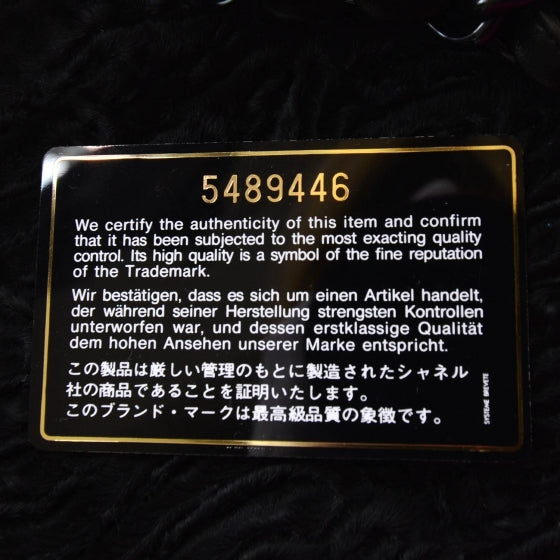 5489446
We certify the authenticity of this item and confirm
that it has been subjected to the most exacting quality
control. Its high quality is a symbol of the fine reputation
of the Trademark.
Wir bestätigen, dass es sich um einen Artikel handelt,
der während seiner Herstellung strengsten Kontrollen
unterworfen war, und dessen erstklassige Qualität
dem hohen Ansehen unserer Marke entspricht.
この製品は厳しい管理のもとに製造されたシャネル
社の商品であることを証明いたします。
このブランド・マークは最高級品質の象徴です。
SYSTEME BREVETE